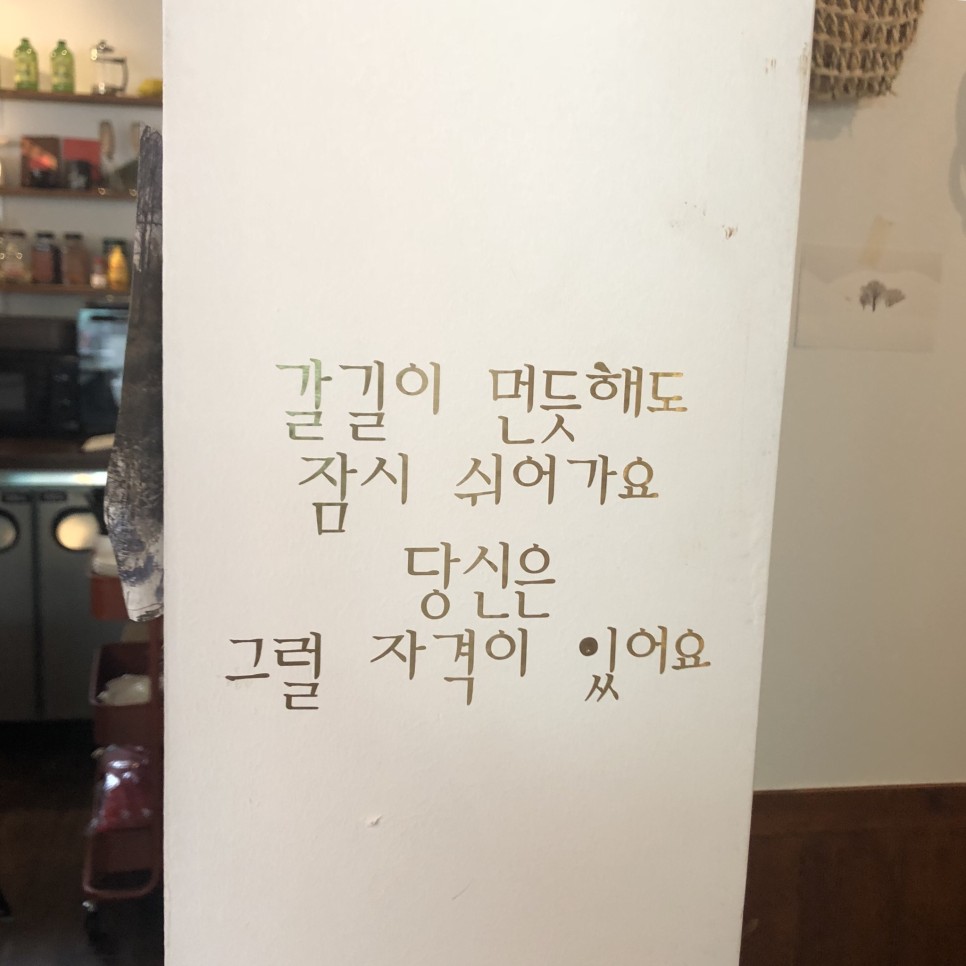 갈길이 먼듯해도
잠시 쉬어가요
당신은
그럴 자격이 있어요